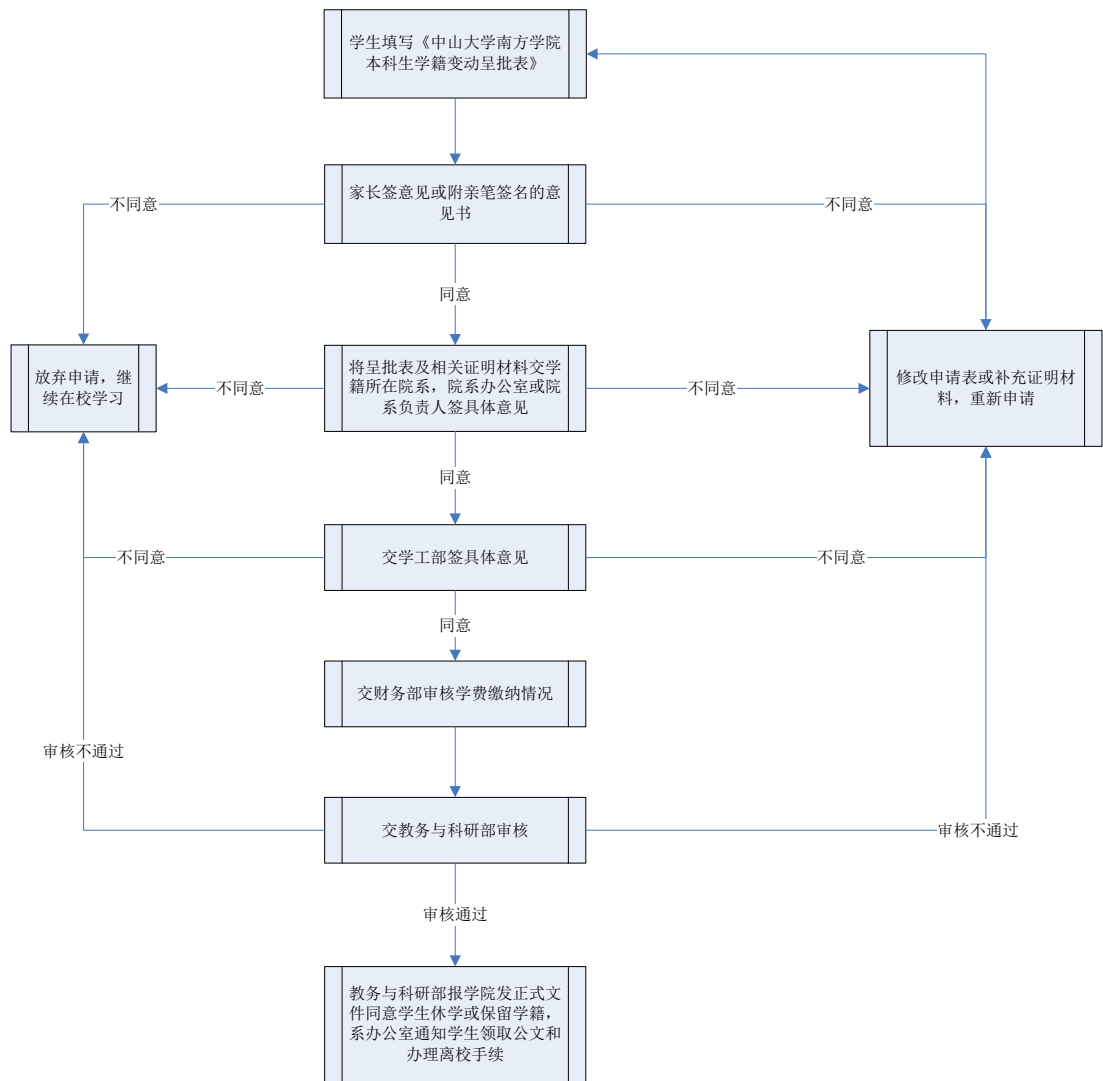 学生填写《中山大学南方学院
本科生学籍变动呈批表》
家长签意见或附亲笔签名的意
见书
不同意
不同意
同意
放弃申请，继
续在校学习
不同意
将呈批表及相关证明材料交学
籍所在院系，院系办公室或院
系负责人签具体意见
不同意
修改申请表或补充证明材
料，重新申请
同意
不同意
交学工部签具体意见
不同意
同意
交财务部审核学费缴纳情况
审核不通过
交教务与科研部审核
审核不通过
审核通过
教务与科研部报学院发正式文
件同意学生休学或保留学籍，
系办公室通知学生领取公文和
办理离校手续